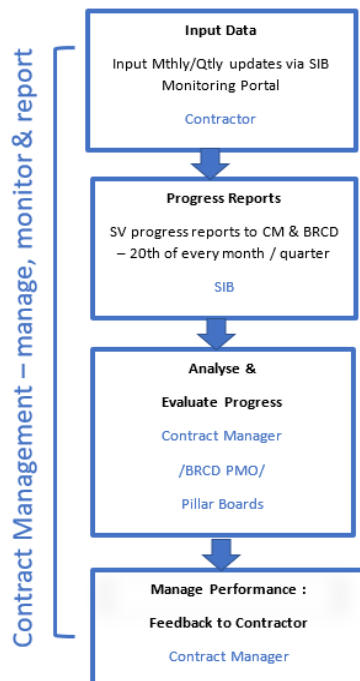 Contract Management – manage, monitor & report
Input Data
Input Mthly/Qtly updates via SIB
Monitoring Portal
Contractor
Progress Reports
SV progress reports to CM & BRCD
– 20th of every month / quarter
SIB
Analyse &
Evaluate Progress
Contract Manager
/BRCD PMO/
Pillar Boards
Manage Performance :
Feedback to Contractor
Contract Manager